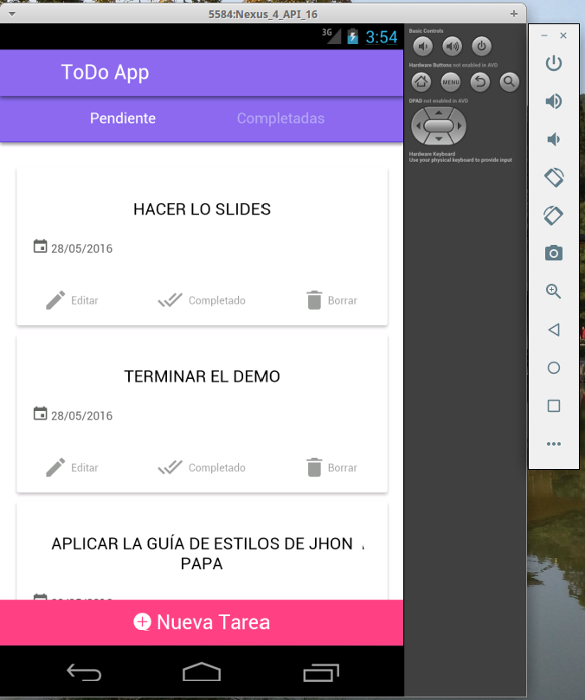 5584:Nexus_4_API_16
3G 3:54
ToDo App
Pendiente Completadas
HACER LO SLIDES
28/05/2016
Editar Completado Borrar
TERMINAR EL DEMO
28/05/2016
Editar Completado Borrar
APLICAR LA GUÍA DE ESTILOS DE JHON
PAPA
Nueva Tarea
Basic Controls
Hardware Buttons not enabled in AVD
MENU
DPAD not enabled in AVD
Hardware Keyboard
Use your physical keyboard to provide input